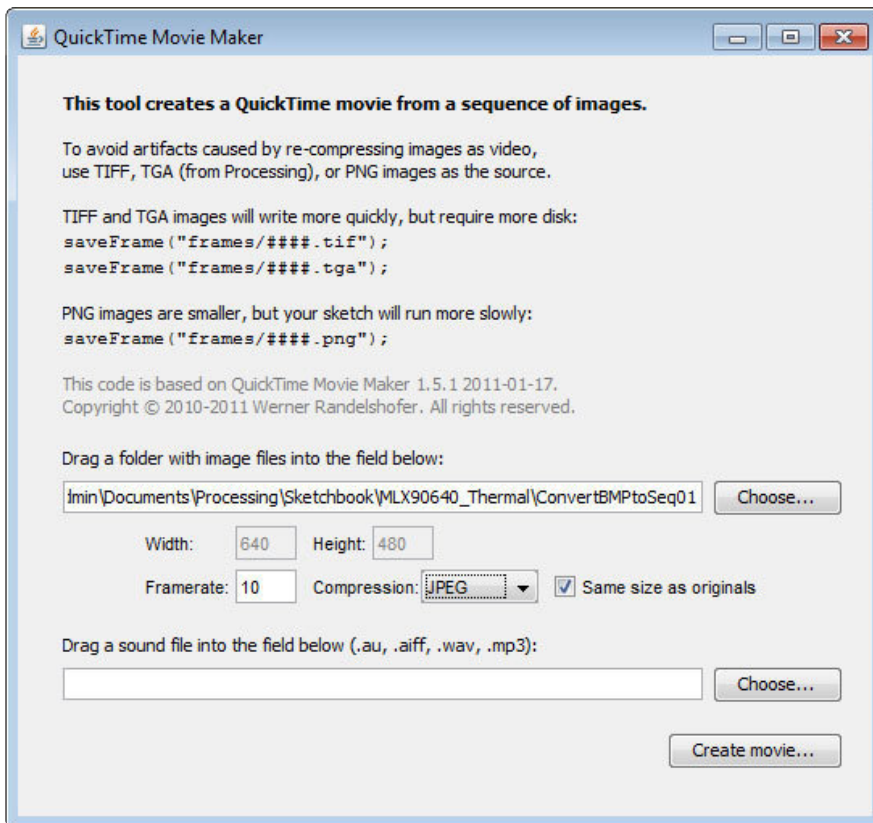 QuickTime Movie Maker
This tool creates a QuickTime movie from a sequence of images.
To avoid artifacts caused by re-compressing images as video,
use TIFF, TGA (from Processing), or PNG images as the source.
TIFF and TGA images will write more quickly, but require more disk:
saveFrame("frames/####.tif");
saveFrame("frames/####.tga");
PNG images are smaller, but your sketch will run more slowly:
saveFrame("frames/####.png");
This code is based on QuickTime Movie Maker 1.5.1 2011-01-17.
Copyright © 2010-2011 Werner Randelshofer. All rights reserved.
Drag a folder with image files into the field below:
lmin\Documents\Processing\Sketchbook\MLX90640_Thermal\ConvertBMPtoSeq01 Choose...
Width: 640 Height: 480
Framerate: 10 Compression: JPEG Same size as originals
Drag a sound file into the field below (.au, .aiff, .wav, .mp3):
Choose...
Create movie...